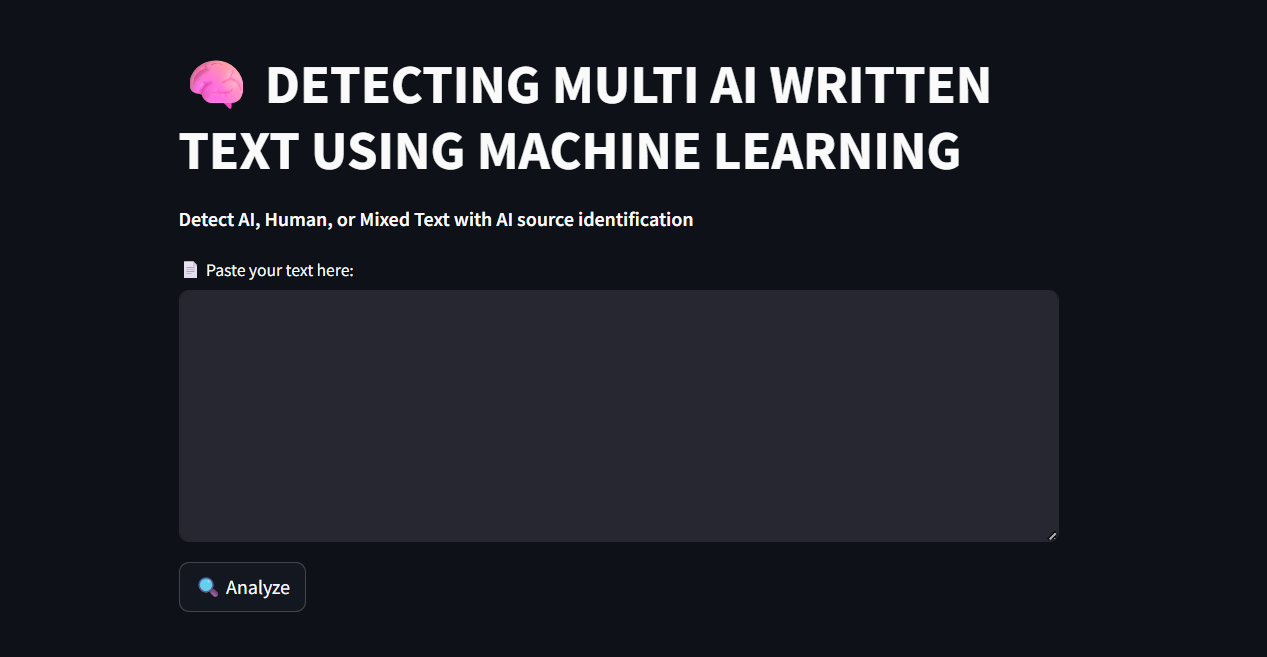 🧠 DETECTING MULTI AI WRITTEN
TEXT USING MACHINE LEARNING
Detect AI, Human, or Mixed Text with AI source identification
📄 Paste your text here:
🔍 Analyze